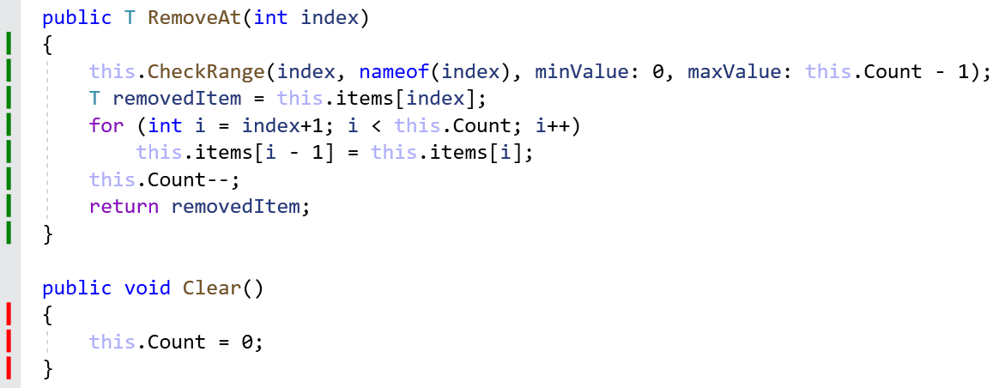 public T RemoveAt(int index)
{
    this.CheckRange(index, nameof(index), minValue: 0, maxValue: this.Count - 1);
    T removedItem = this.items[index];
    for (int i = index+1; i < this.Count; i++)
        this.items[i - 1] = this.items[i];
    this.Count--;
    return removedItem;
}

public void Clear()
{
    this.Count = 0;
}